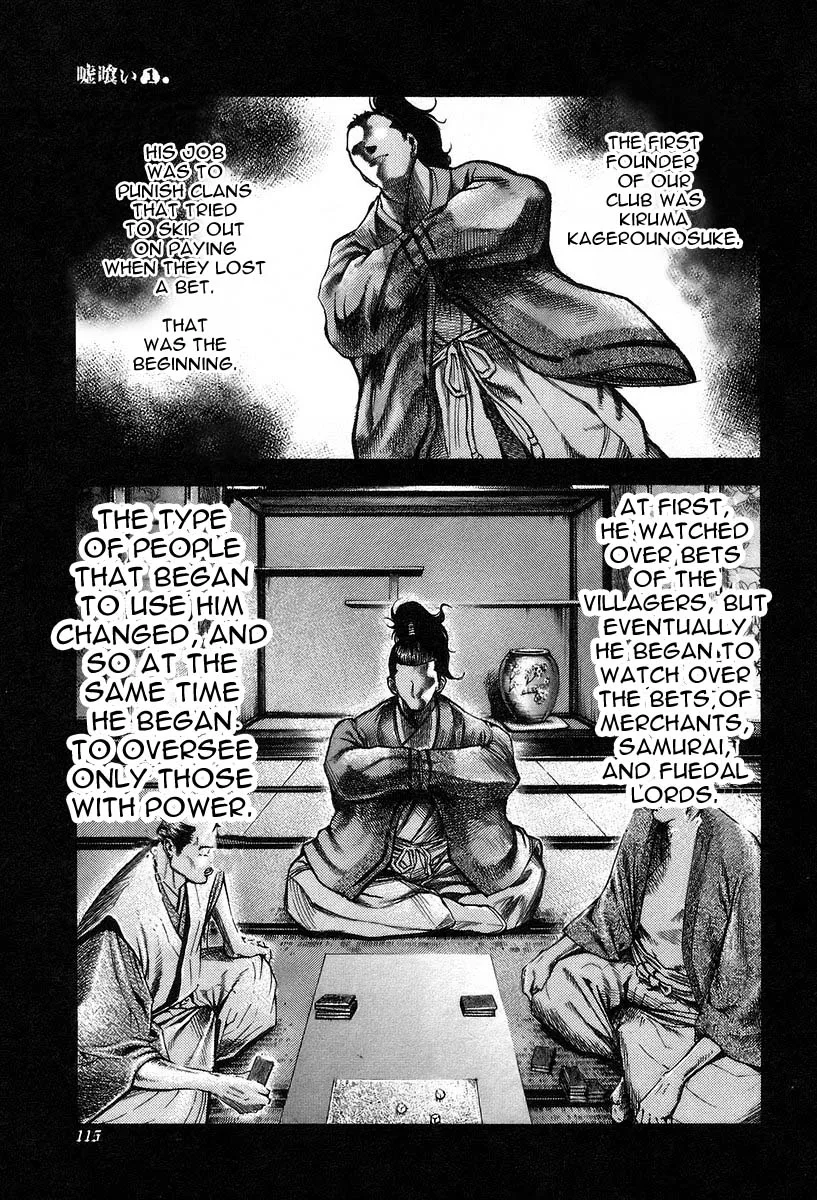 嘘喰い1.
THE FIRST
FOUNDER
OF OUR
CLUB WAS
KIRUMA
KAGEROUNOSUKE.
HIS JOB
WAS TO
PUNISH CLANS
THAT TRIED
TO SKIP OUT
ON PAYING
WHEN THEY LOST
A BET.
THAT
WAS THE
BEGINNING.
AT FIRST,
HE WATCHED
OVER BETS
OF THE
VILLAGERS, BUT
EVENTUALLY
HE BEGAN TO
WATCH OVER
THE BETS OF
MERCHANTS,
SAMURAI,
AND FUEDAL
LORDS.
THE TYPE
OF PEOPLE
THAT BEGAN
TO USE HIM
CHANGED, AND
SO AT THE
SAME TIME
HE BEGAN
TO OVERSEE
ONLY THOSE
WITH POWER.
115